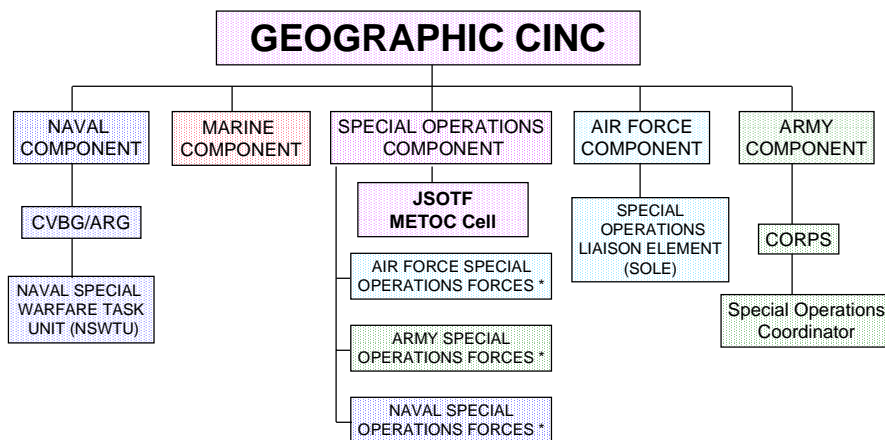 GEOGRAPHIC CINC
NAVAL
COMPONENT
MARINE
COMPONENT
SPECIAL OPERATIONS
COMPONENT
AIR FORCE
COMPONENT
ARMY
COMPONENT
CVBG/ARG
NAVAL SPECIAL
WARFARE TASK
UNIT (NSWTU)
JSOTF
METOC Cell
AIR FORCE SPECIAL
OPERATIONS FORCES *
ARMY SPECIAL
OPERATIONS FORCES *
NAVAL SPECIAL
OPERATIONS FORCES *
SPECIAL
OPERATIONS
LIAISON ELEMENT
(SOLE)
CORPS
Special Operations
Coordinator